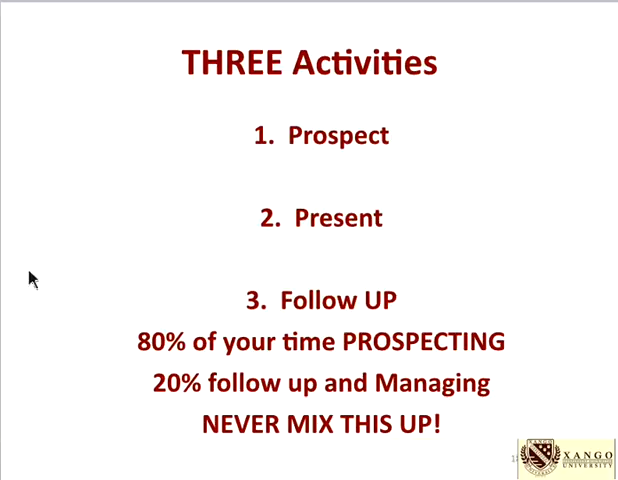 THREE Activities
1. Prospect
2. Present
3. Follow UP
80% of your time PROSPECTING
20% follow up and Managing
NEVER MIX THIS UP!
XANGO
UNIVERSITY